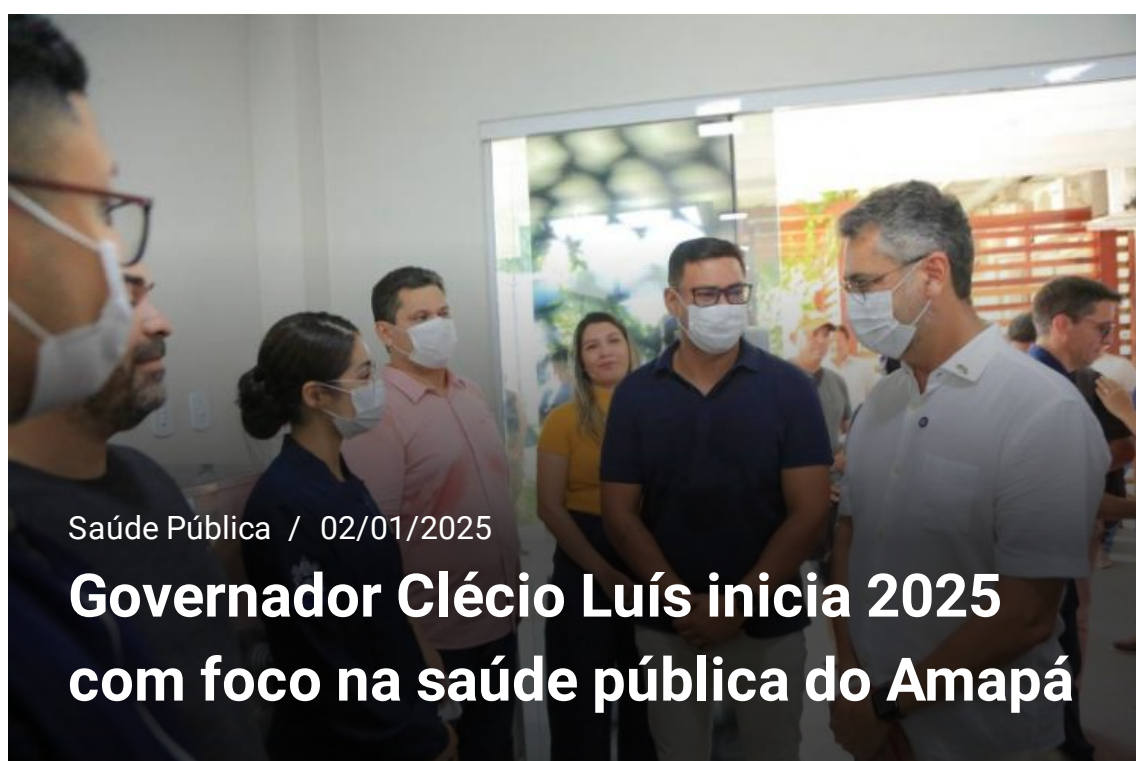 Saúde Pública / 02/01/2025
Governador Clécio Luís inicia 2025
com foco na saúde pública do Amapá